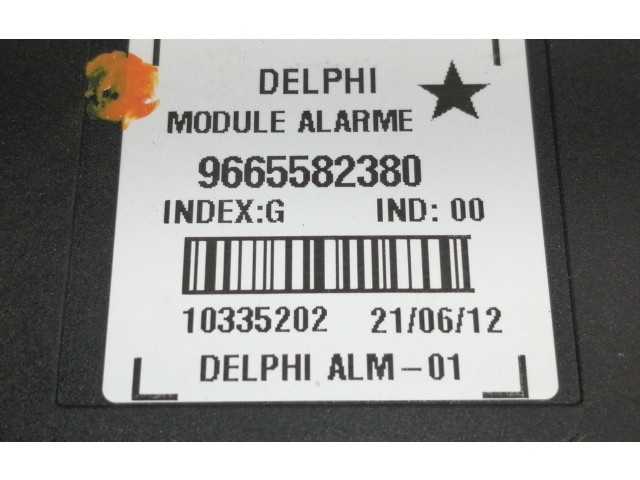 DELPHI
MODULE ALARME
9665582380
INDEX:G IND: 00
10335202 21/06/12
DELPHI ALM-01